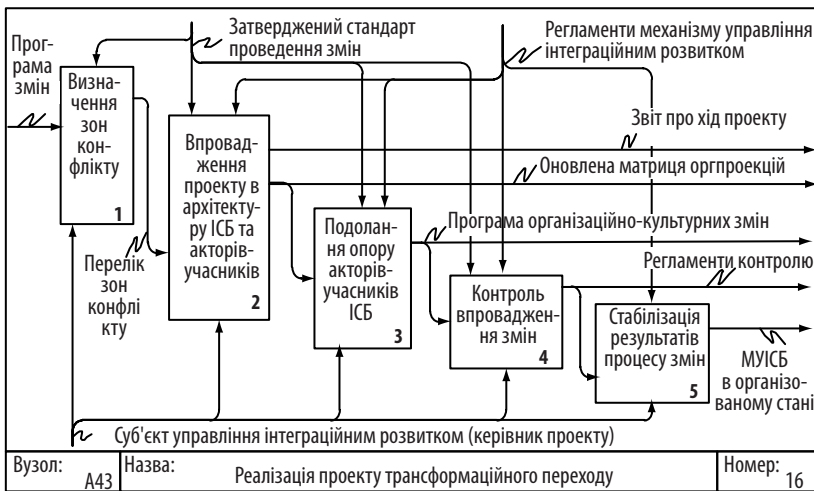 Затверджений стандарт
проведення змін
Регламенти механізму управління
інтеграційним розвитком
Прог-
рама
змін
Визна-
чення
зон
кон-
флікту
1
Звіт про хід проекту
Впровад-
ження
проекту в
архітекту-
ру ІСБ та
акторів-
учасників
2
Оновлена матриця оргпроекцій
Перелік
зон
конфлі
кту
Подолан-
ня опору
акторів-
учасників
ІСБ
3
Програма організаційно-культурних змін
Регламенти контролю
Контроль
впроваджен-
ня змін
4
Стабілізація
результатів
процесу змін
5
МУІСБ
в організо-
ваному стані
Суб'єкт управління інтеграційним розвитком (керівник проекту)
Вузол:
А43
Назва:
Реалізація проекту трансформаційного переходу
Номер:
16